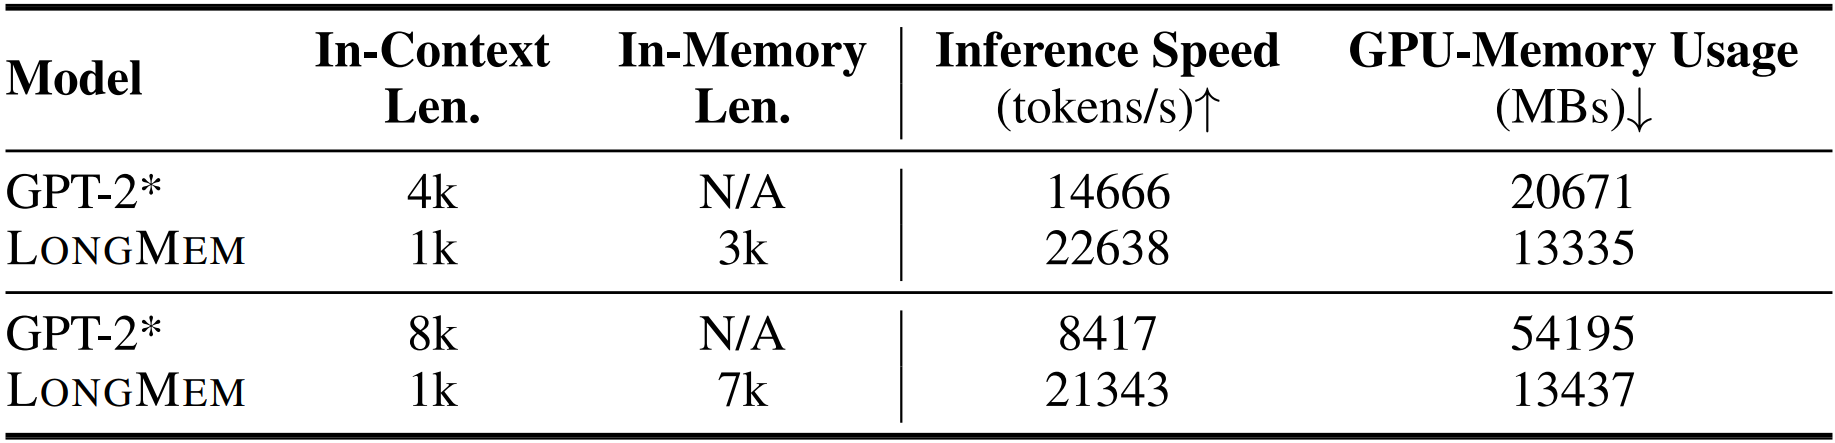 Model In-Context Len. In-Memory Len. Inference Speed (tokens/s)↑ GPU-Memory Usage (MBs)↓
GPT-2* 4k N/A 14666 20671
LONGMEM 1k 3k 22638 13335
GPT-2* 8k N/A 8417 54195
LONGMEM 1k 7k 21343 13437